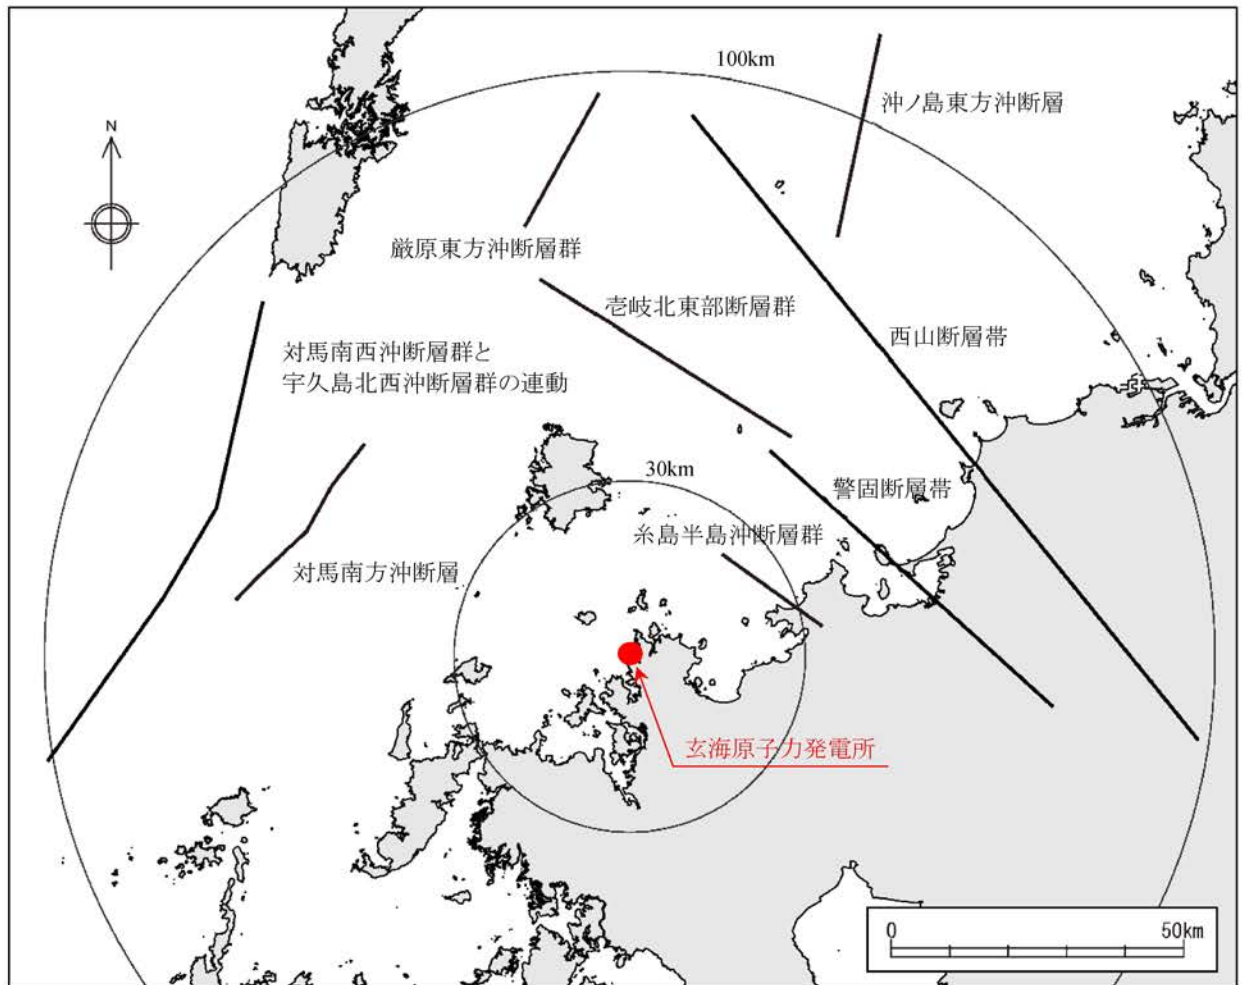 100km
沖ノ島東方沖断層
N
厳原東方沖断層群
壱岐北東部断層群
西山断層帯
対馬南西沖断層群と
宇久島北西沖断層群の連動
30km
警固断層帯
糸島半島沖断層群
対馬南方沖断層
玄海原子力発電所
0 50km